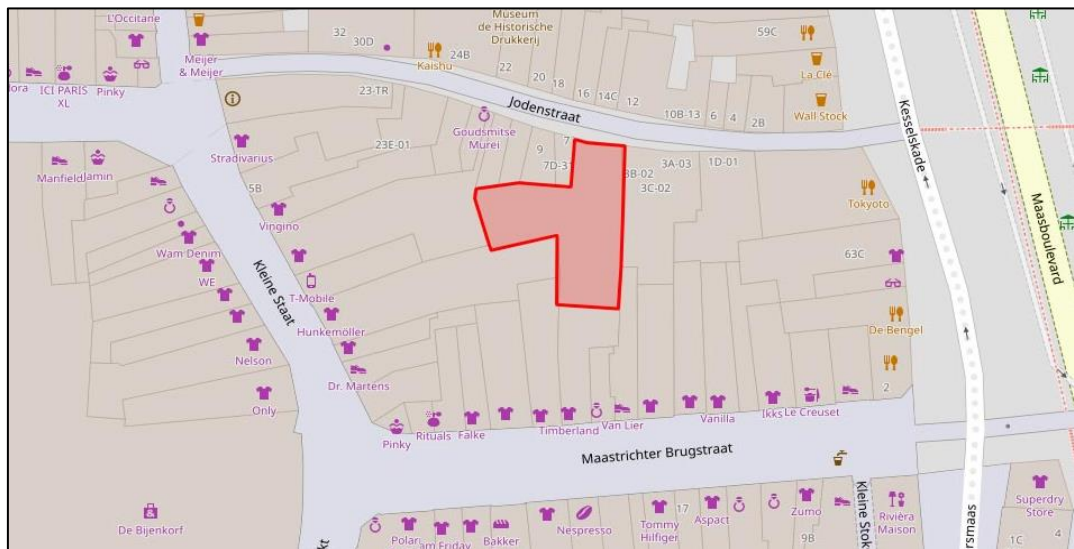 L'Occitane
Museum
de Historische
Drukkerij
32
30D
59C
Meijer
& Meijer
24B
Kaishu
22
20
18
16
14C
12
La Clé
ICI PARIS
XL
Pinky
23-TR
Jodenstraat
10B-13
6
4
2B
Wall Stock
Kesselskade
Goudsmitse
Murei
Stradivarius
23E-01
9
7
7D-31
3B-02
3A-03
1D-01
3C-02
Manfield
Jamin
5B
Tokyoto
Maasboulevard
Vingino
Wam Denim
WE
63C
Kleine Staat
T-Mobile
Hunkemöller
De Bengel
Nelson
Dr. Martens
2
Only
Pinky
Rituals
Falke
Timberland
Van Lier
Vanilla
Ikks
Le Creuset
Maastrichter Brugstraat
De Bijenkorf
Nespresso
Tommy
Hilfiger
17
Aspact
Zumo
Kleine Stok
Rivièra
Maison
Superdry
Store
Polar
am Friday
Bakker
9B
1C
4
rsmaas
kt